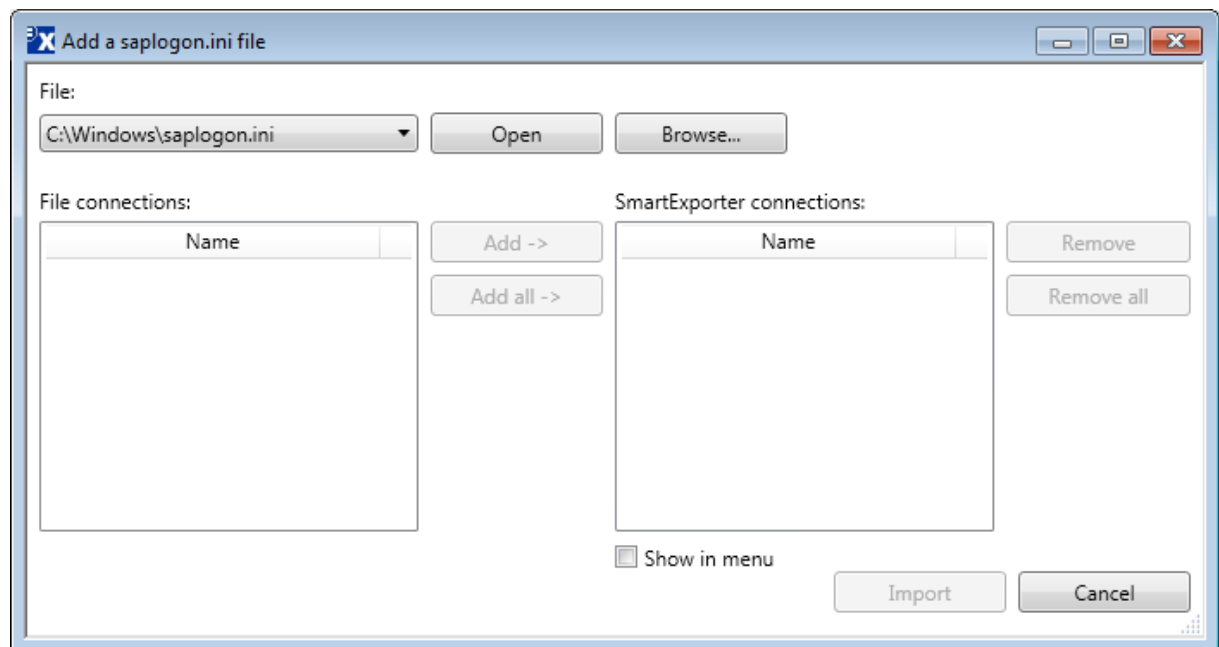 Add a saplogon.ini file
File:
C:\Windows\saplogon.ini Open Browse...
File connections: SmartExporter connections:
Name Add -> Name Remove
Add all -> Remove all
Show in menu
Import Cancel